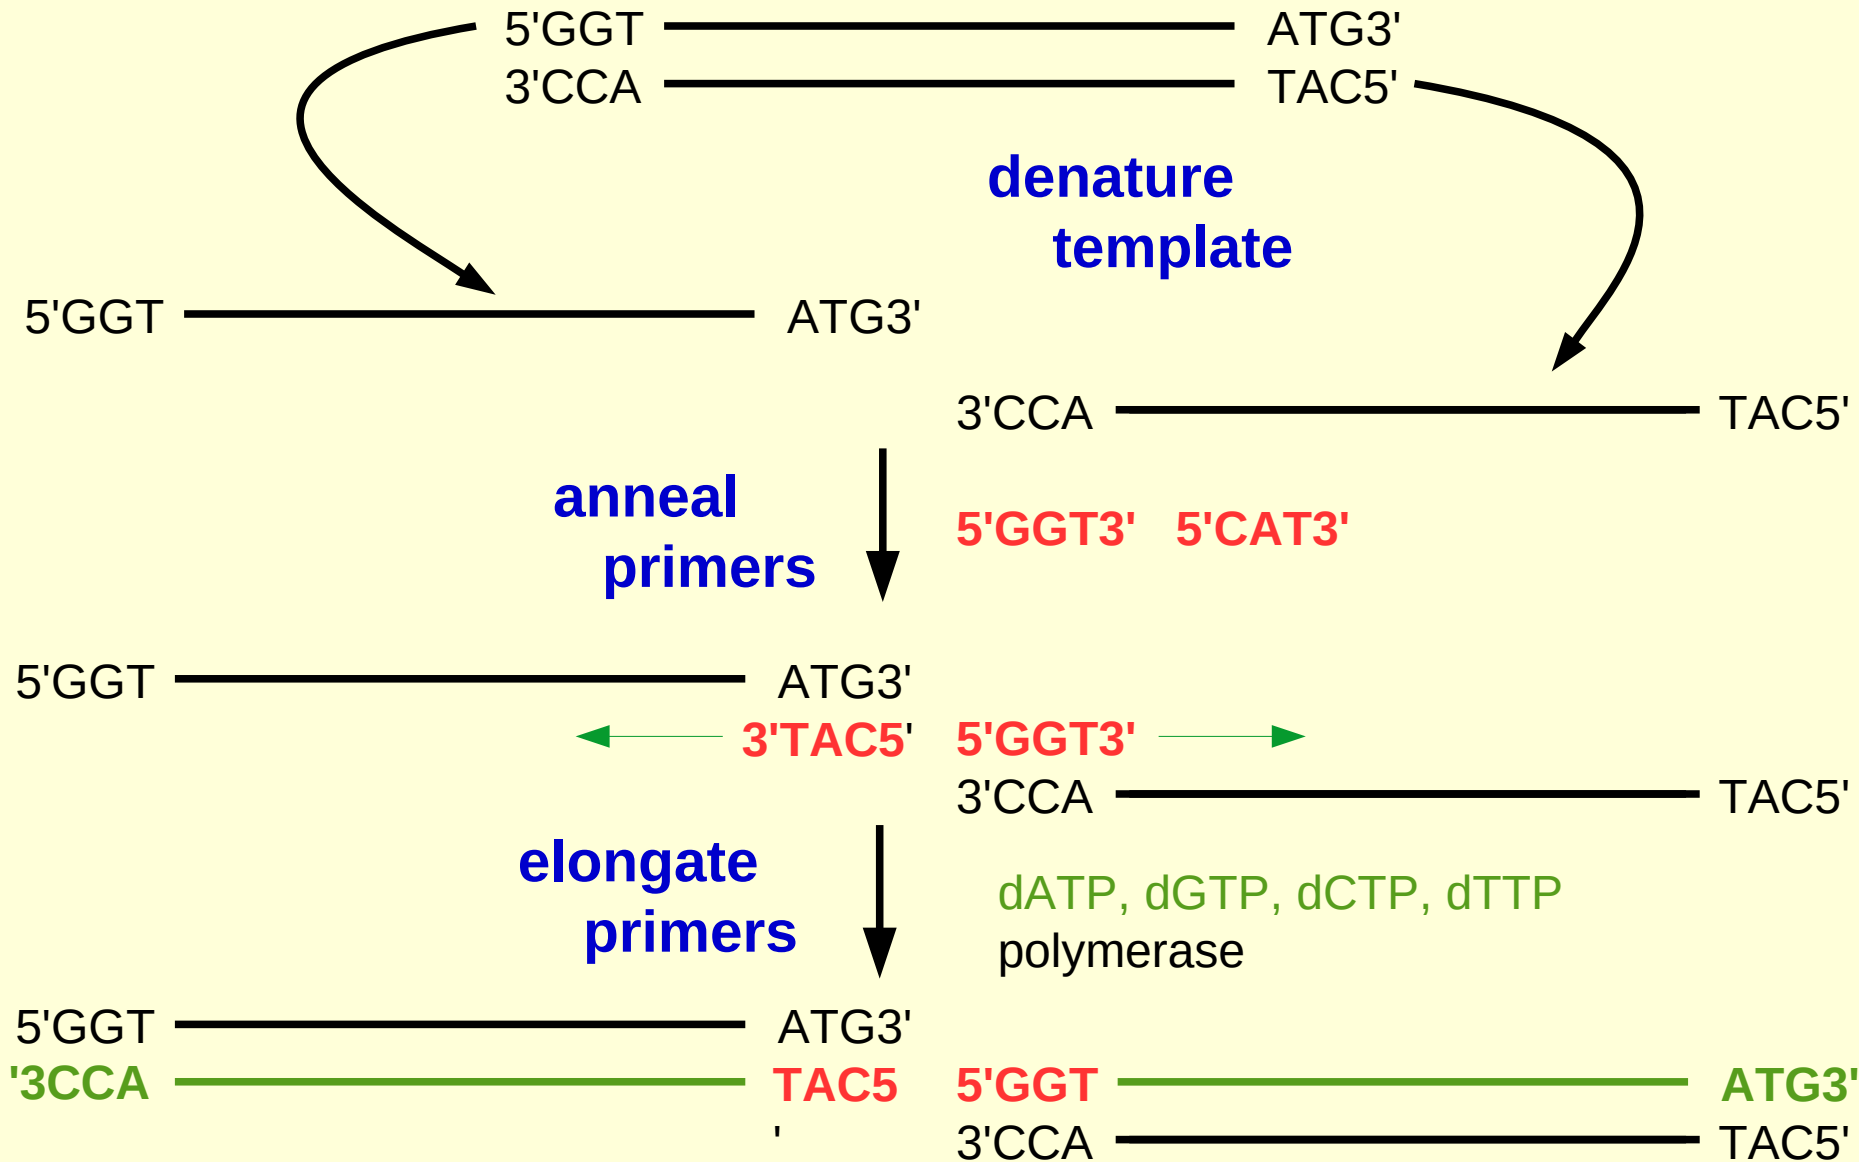 5'GGT ATG3'
3'CCA TAC5'
denature
template
5'GGT ATG3'
3'CCA TAC5'
anneal
primers
5'GGT3' 5'CAT3'
5'GGT ATG3'
3'TAC5' 5'GGT3'
3'CCA TAC5'
elongate
primers
dATP, dGTP, dCTP, dTTP
polymerase
5'GGT ATG3'
'3CCA TAC5 5'GGT ATG3'
' 3'CCA TAC5'